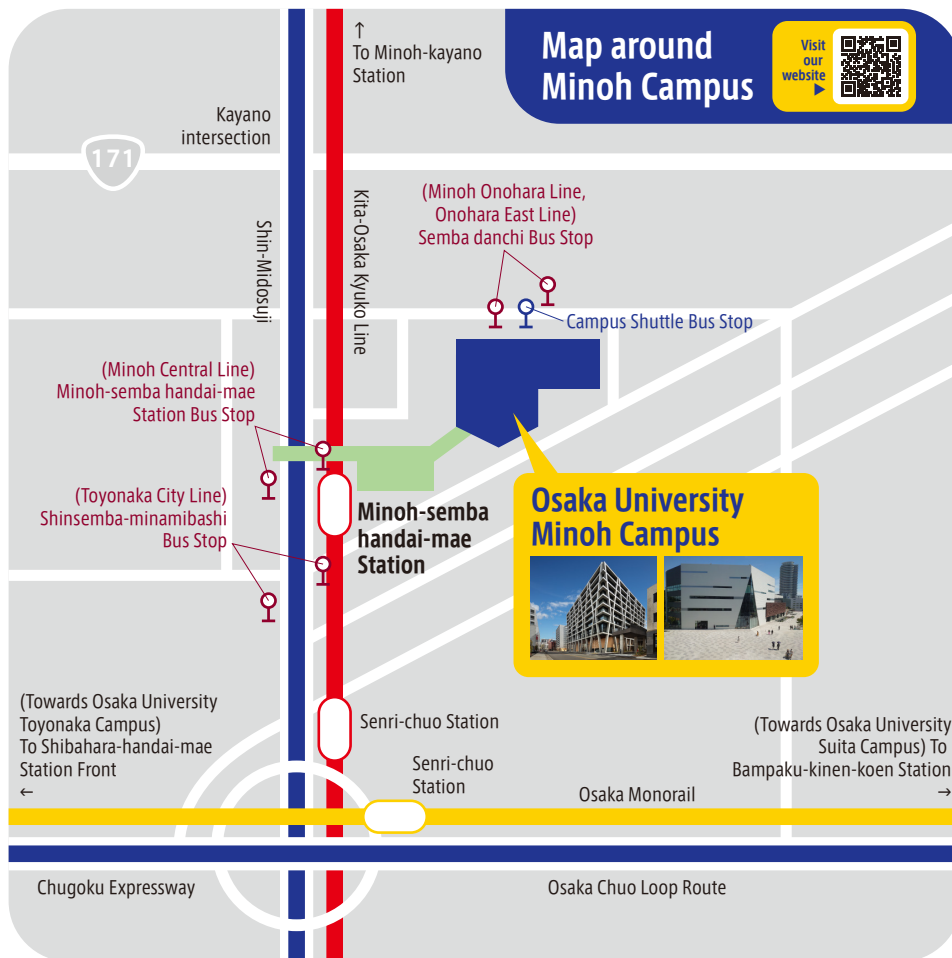 Map around
Minoh Campus
Visit
our
website
▶
↑
To Minoh-kayano
Station
Kayano
intersection
171
Shin-Midosuji
Kita-Osaka Kyuko Line
(Minoh Onohara Line,
Onohara East Line)
Semba danchi Bus Stop
Campus Shuttle Bus Stop
(Minoh Central Line)
Minoh-semba handai-mae
Station Bus Stop
(Toyonaka City Line)
Shinsemba-minamibashi
Bus Stop
Minoh-semba
handai-mae
Station
Osaka University
Minoh Campus
(Towards Osaka University
Toyonaka Campus)
To Shibahara-handai-mae
Station Front
←
Senri-chuo Station
Senri-chuo
Station
(Towards Osaka University
Suita Campus) To
Bampaku-kinen-koen Station
→
Osaka Monorail
Chugoku Expressway
Osaka Chuo Loop Route